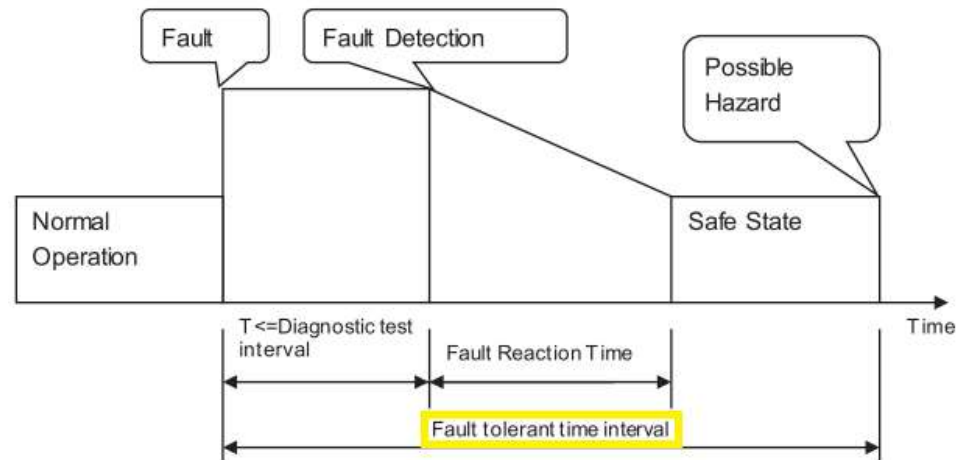 Fault
Fault Detection
Possible
Hazard
Normal
Operation
Safe State
T<=Diagnostic test
interval
Time
Fault Reaction Time
Fault tolerant time interval